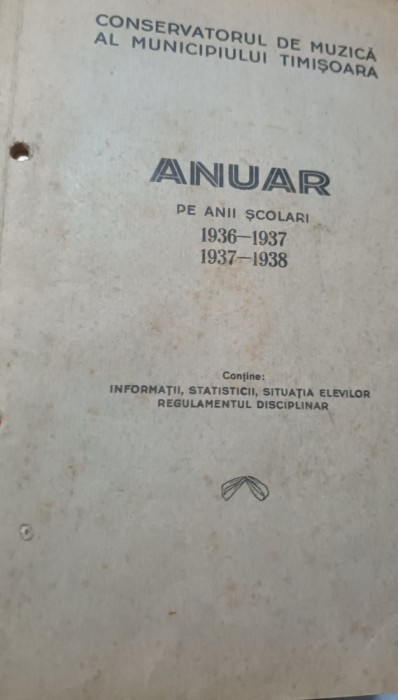 CONSERVATORUL DE MUZICĂ
AL MUNICIPIULUI TIMIȘOARA
ANUAR
PE ANII ȘCOLARI
1936—1937
1937—1938
Conține:
INFORMAȚII, STATISTICII, SITUAȚIA ELEVILOR
REGULAMENTUL DISCIPLINAR